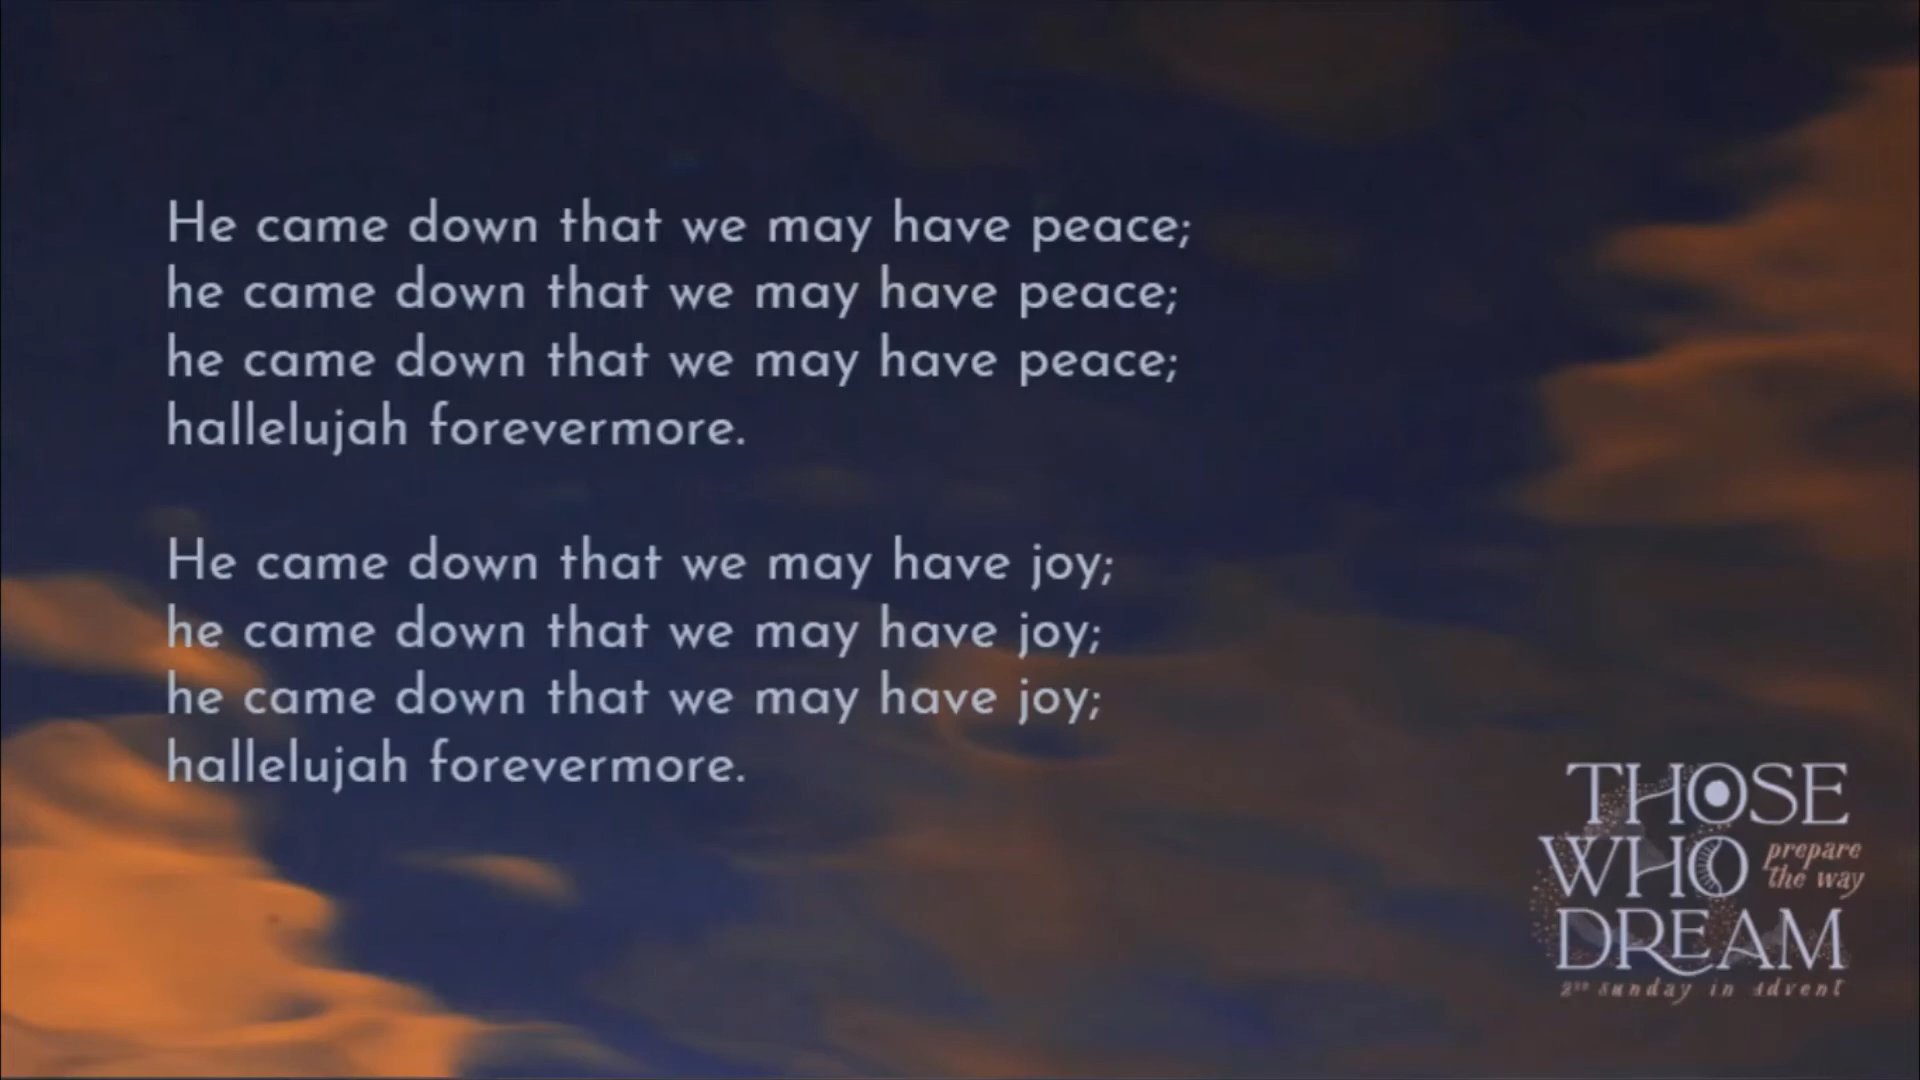 He came down that we may have peace;
he came down that we may have peace;
he came down that we may have peace;
hallelujah forevermore.
He came down that we may have joy;
he came down that we may have joy;
he came down that we may have joy;
hallelujah forevermore.
THOSE
WHO
prepare
the way
DREAM
2ND Sunday in Advent